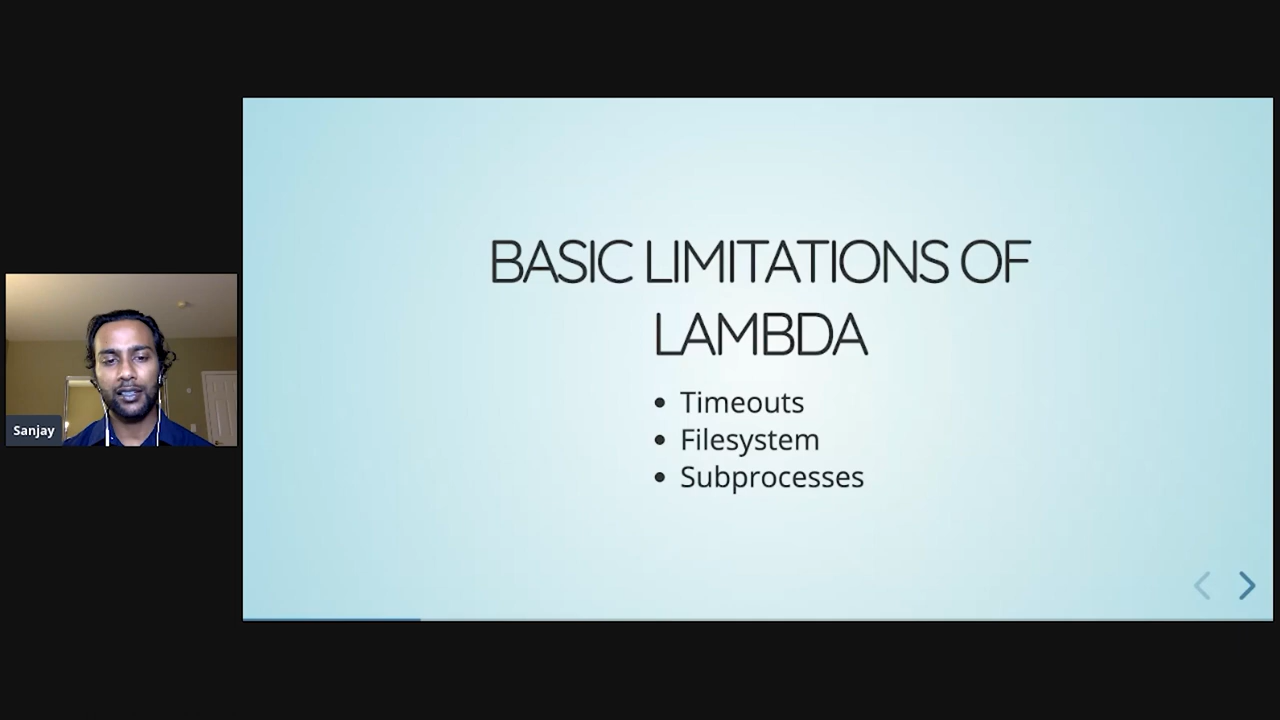 BASIC LIMITATIONS OF
LAMBDA
Timeouts
Filesystem
Subprocesses
Sanjay